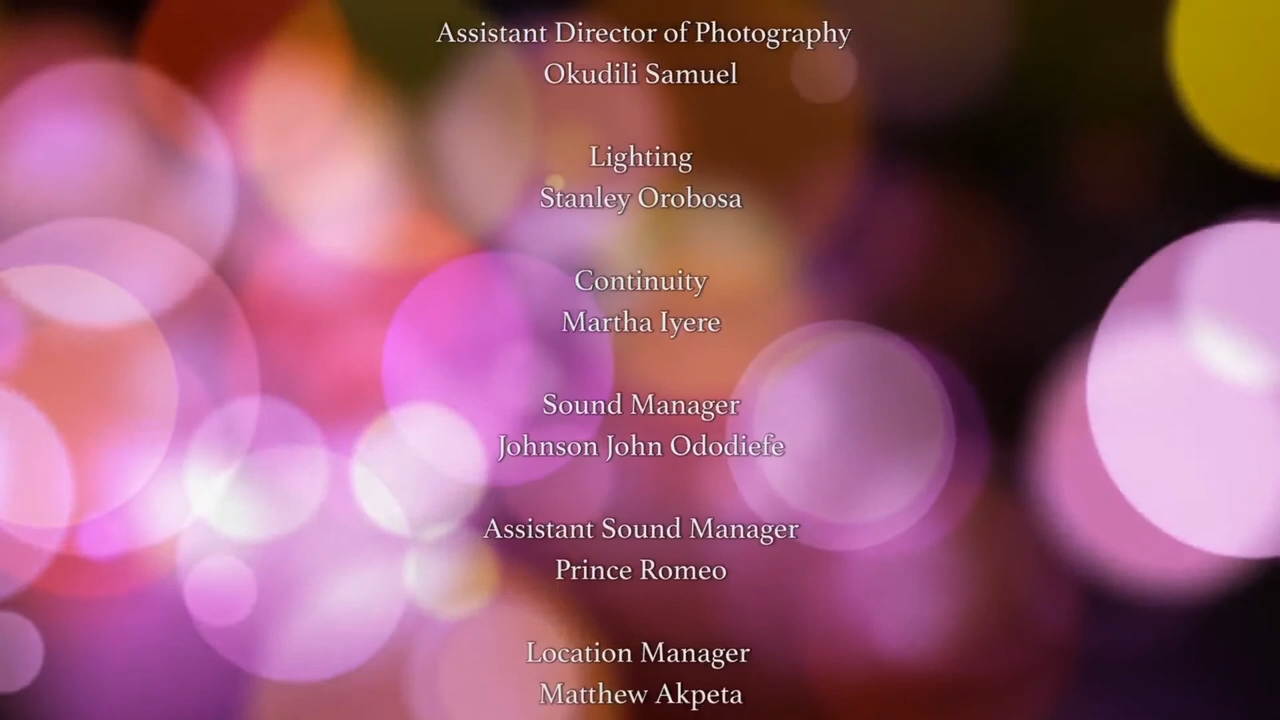 Assistant Director of Photography
Okudili Samuel
Lighting
Stanley Orobosa
Continuity
Martha Iyere
Sound Manager
Johnson John Ododiefe
Assistant Sound Manager
Prince Romeo
Location Manager
Matthew Akpeta